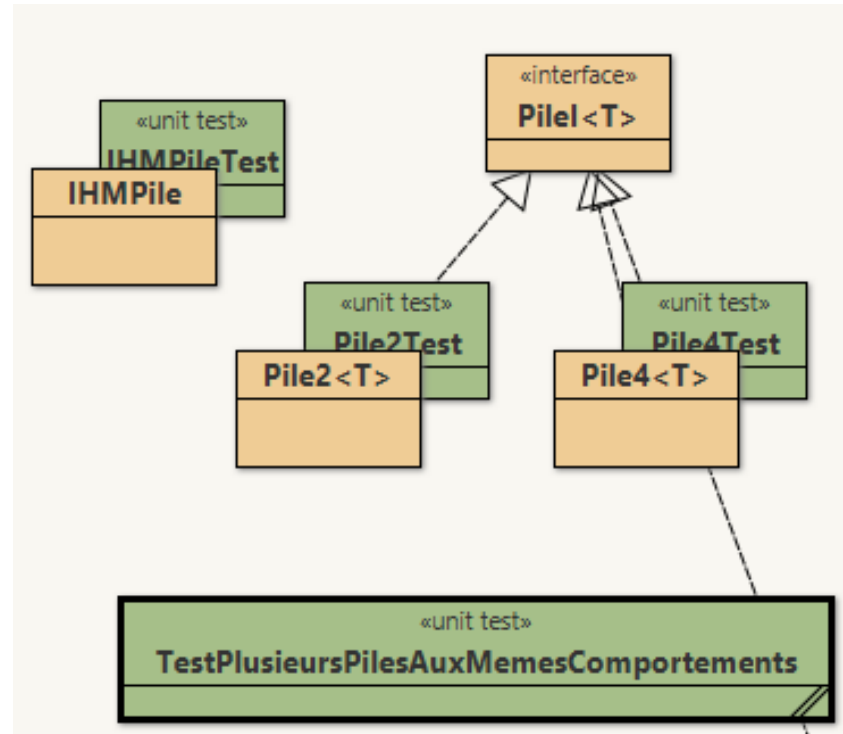 «interface»
PileI<T>
«unit test»
IHMPileTest
IHMPile
«unit test»
Pile2Test
Pile2<T>
«unit test»
Pile4Test
Pile4<T>
«unit test»
TestPlusieursPilesAuxMemesComportements